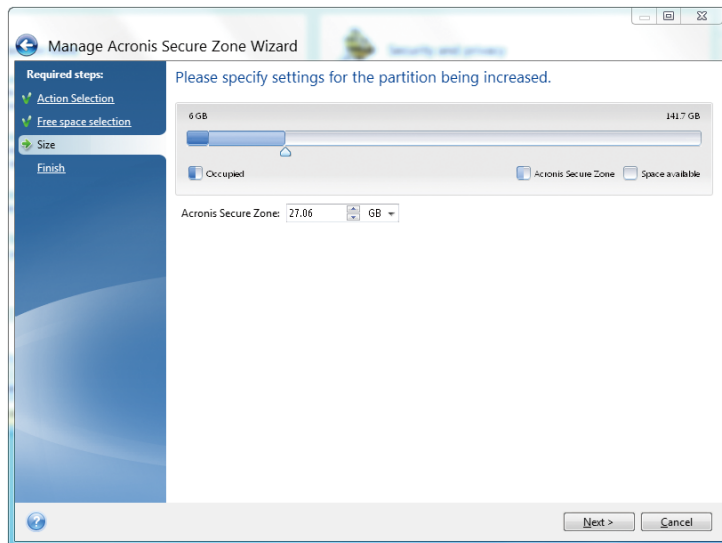 Manage Acronis Secure Zone Wizard
Security and privacy
Required steps:
Action Selection
Free space selection
Size
Finish
Please specify settings for the partition being increased.
6 GB 141.7 GB
Occupied Acronis Secure Zone Space available
Acronis Secure Zone: 27.06 GB
Next > Cancel